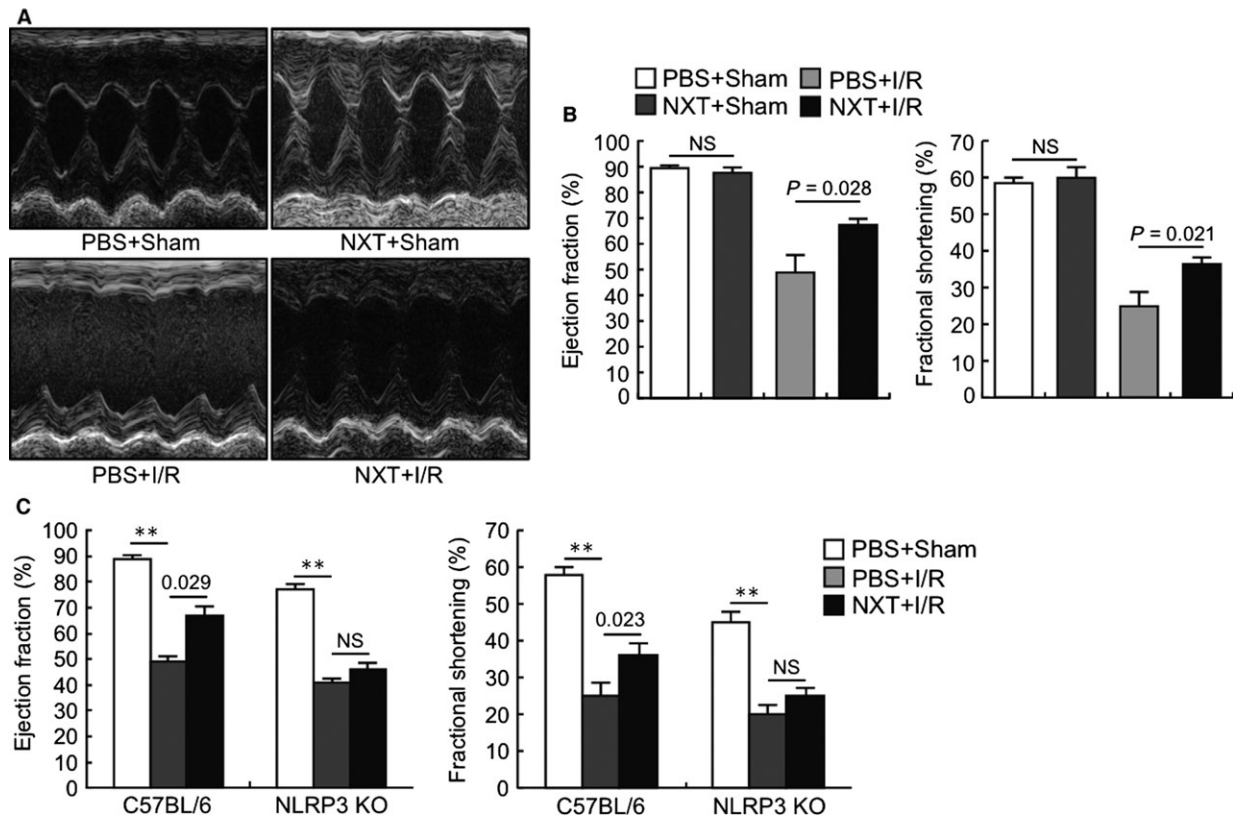 A
PBS+Sham
NXT+Sham
PBS+I/R
NXT+I/R
PBS+Sham PBS+I/R
NXT+Sham NXT+I/R
B
Ejection fraction (%)
100
90
80
70
60
50
40
30
20
10
0
NS
P = 0.028
Fractional shortening (%)
70
60
50
40
30
20
10
0
NS
P = 0.021
C
Ejection fraction (%)
100
90
80
70
60
50
40
30
20
10
0
**
0.029
**
NS
C57BL/6 NLRP3 KO
Fractional shortening (%)
70
60
50
40
30
20
10
0
**
0.023
**
NS
C57BL/6 NLRP3 KO
PBS+Sham
PBS+I/R
NXT+I/R